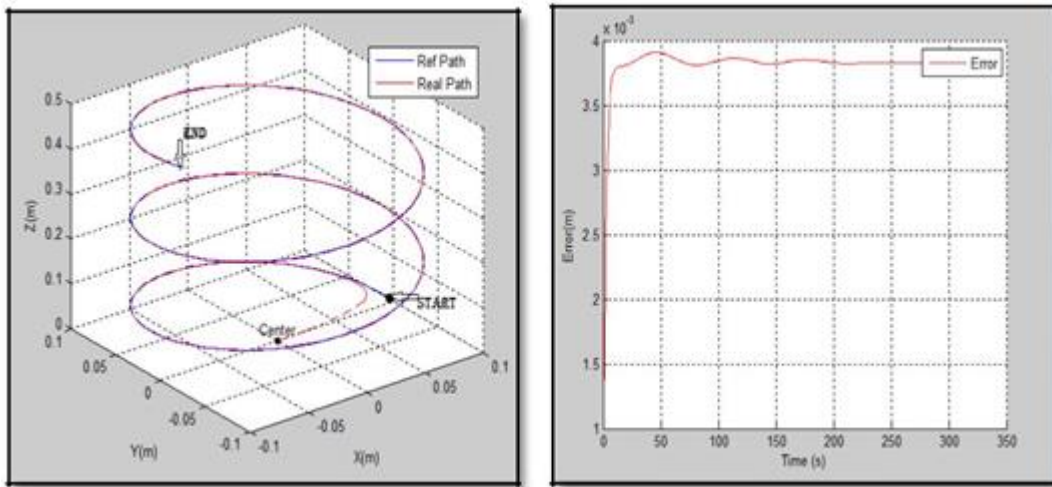 Ref Path
Real Path
0.5
0.4
0.3
0.2
0.1
0
Z(m)
END
START
Center
0.1
0.05
0
-0.05
-0.1
Y(m)
-0.1
-0.05
0
0.05
0.1
X(m)
x 10⁻³
4
3.5
3
2.5
2
1.5
1
Error(m)
Error
0
50
100
150
200
250
300
350
Time (s)